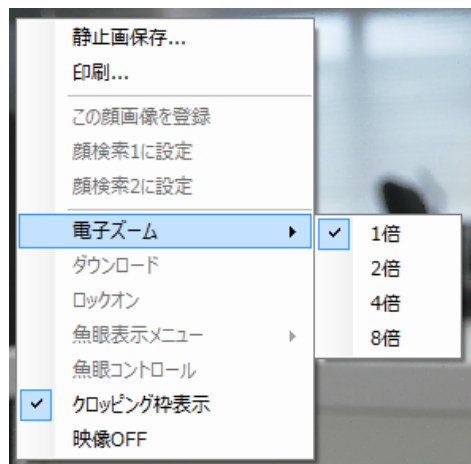 静止画保存...
印刷...
この顔画像を登録
顔検索1に設定
顔検索2に設定
電子ズーム
1倍
2倍
4倍
8倍
ダウンロード
ロックオン
魚眼表示メニュー
魚眼コントロール
クロッピング枠表示
映像OFF